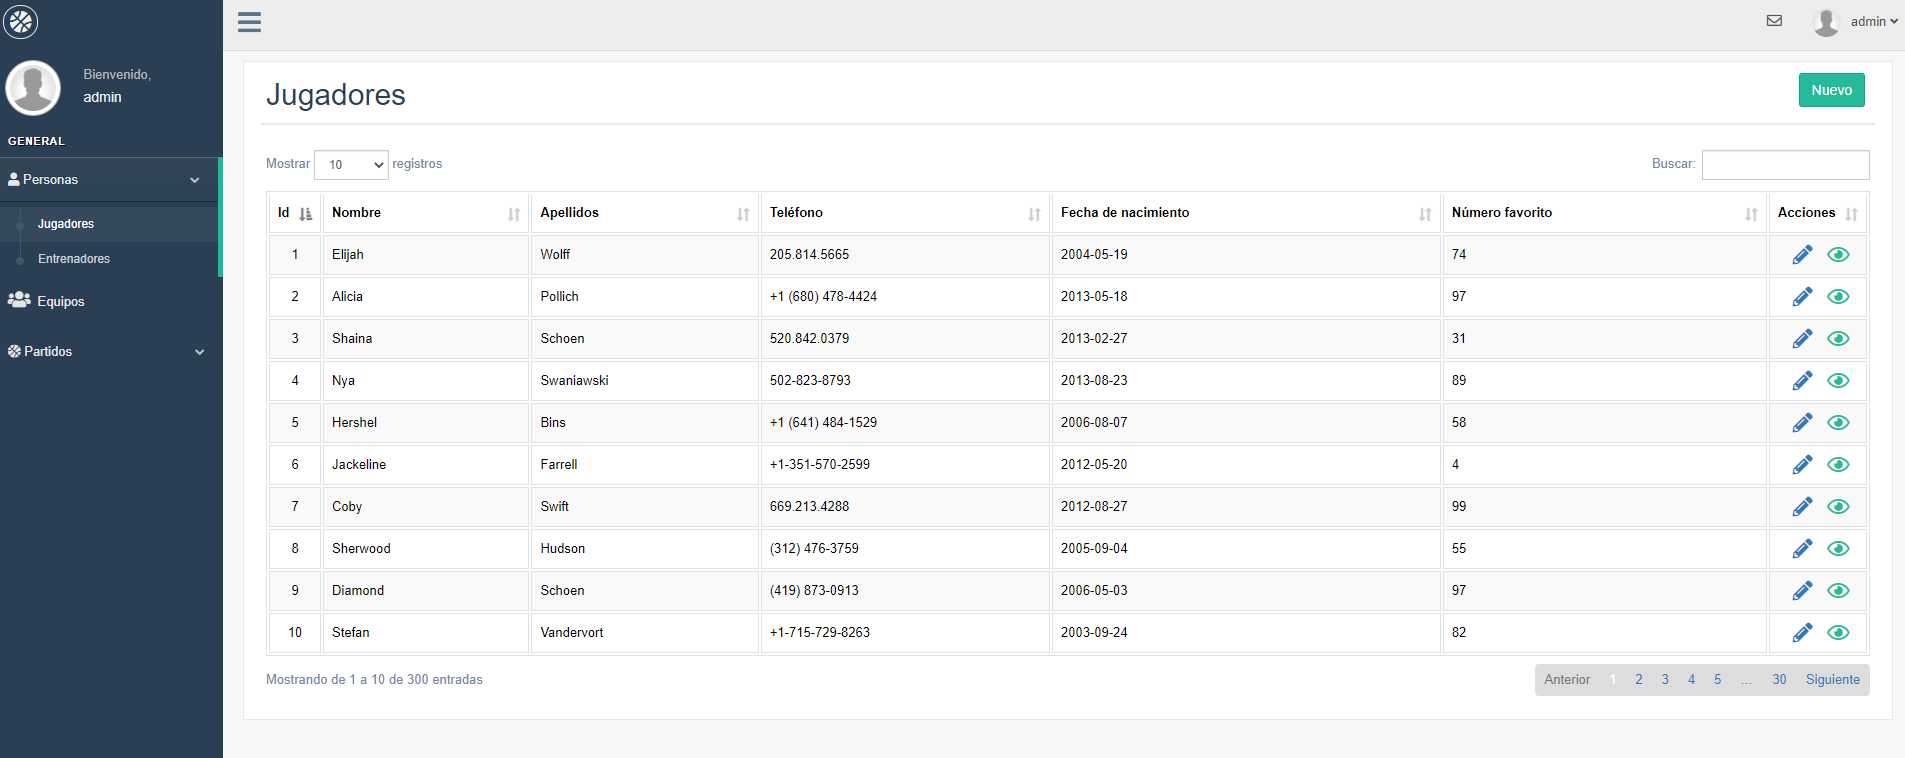 admin
Bienvenido,
admin
GENERAL
Personas
Jugadores
Entrenadores
Equipos
Partidos
Jugadores
Nuevo
Mostrar 10 registros
Buscar:
Id Nombre Apellidos Teléfono Fecha de nacimiento Número favorito Acciones
1 Elijah Wolff 205.814.5665 2004-05-19 74
2 Alicia Pollich +1 (680) 478-4424 2013-05-18 97
3 Shaina Schoen 520.842.0379 2013-02-27 31
4 Nya Swaniawski 502-823-8793 2013-08-23 89
5 Hershel Bins +1 (641) 484-1529 2006-08-07 58
6 Jackeline Farrell +1-351-570-2599 2012-05-20 4
7 Coby Swift 669.213.4288 2012-08-27 99
8 Sherwood Hudson (312) 476-3759 2005-09-04 55
9 Diamond Schoen (419) 873-0913 2006-05-03 97
10 Stefan Vandervort +1-715-729-8263 2003-09-24 82
Mostrando de 1 a 10 de 300 entradas
Anterior 1 2 3 4 5 … 30 Siguiente